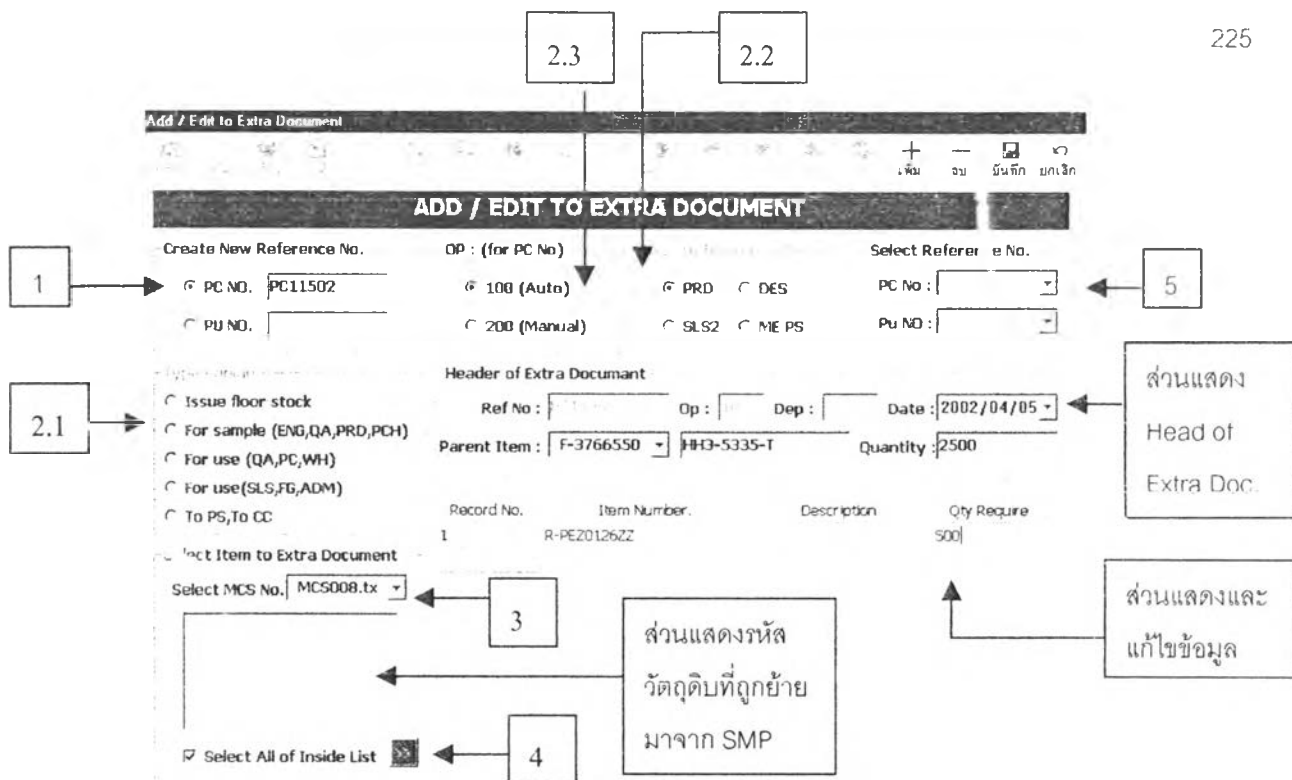 225
2.3
2.2
Add / Edit to Extra Document
เพิ่ม ลบ บันทึก ยกเลิก
ADD / EDIT TO EXTRA DOCUMENT
Create New Reference No.
OP : (for PC No)
Select Refere e No.
1
PC NO. PC11502
100 (Auto)
PRD DES
PC No :
5
PU NO.
200 (Manual)
SLS2 ME PS
Pu NO :
2.1
Issue floor stock
For sample (ENG,QA,PRD,PCH)
For use (QA,PC,WH)
For use(SLS,FG,ADM)
To PS,To CC
Header of Extra Documant
Ref No : Op : Dep : Date : 2002/04/05
Parent Item : F-3766550 HH3-5335-T Quantity : 2500
ส่วนแสดง
Head of
Extra Doc.
Record No. Item Number. Description Qty Require
1 R-PEZ0126ZZ 500
lect Item to Extra Document
Select MCS No. MCS008.tx
3
ส่วนแสดงรหัส
วัตถุดิบที่ถูกย้าย
มาจาก SMP
ส่วนแสดงและ
แก้ไขข้อมูล
Select All of Inside List >>
4